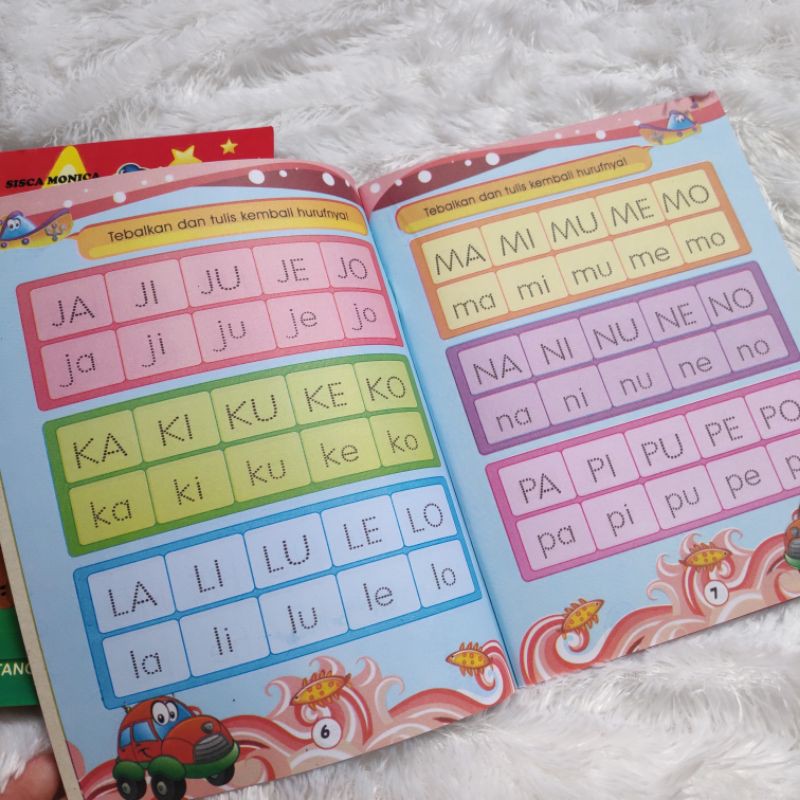 SISCA MONICA
Tebalkan dan tulis kembali hurufnya!
JA JI JU JE JO
ja ji ju je jo
KA KI KU KE KO
ka ki ku ke ko
LA LI LU LE LO
la li lu le lo
6
Tebalkan dan tulis kembali hurufnya!
MA MI MU ME MO
ma mi mu me mo
NA NI NU NE NO
na ni nu ne no
PA PI PU PE PO
pa pi pu pe p
7